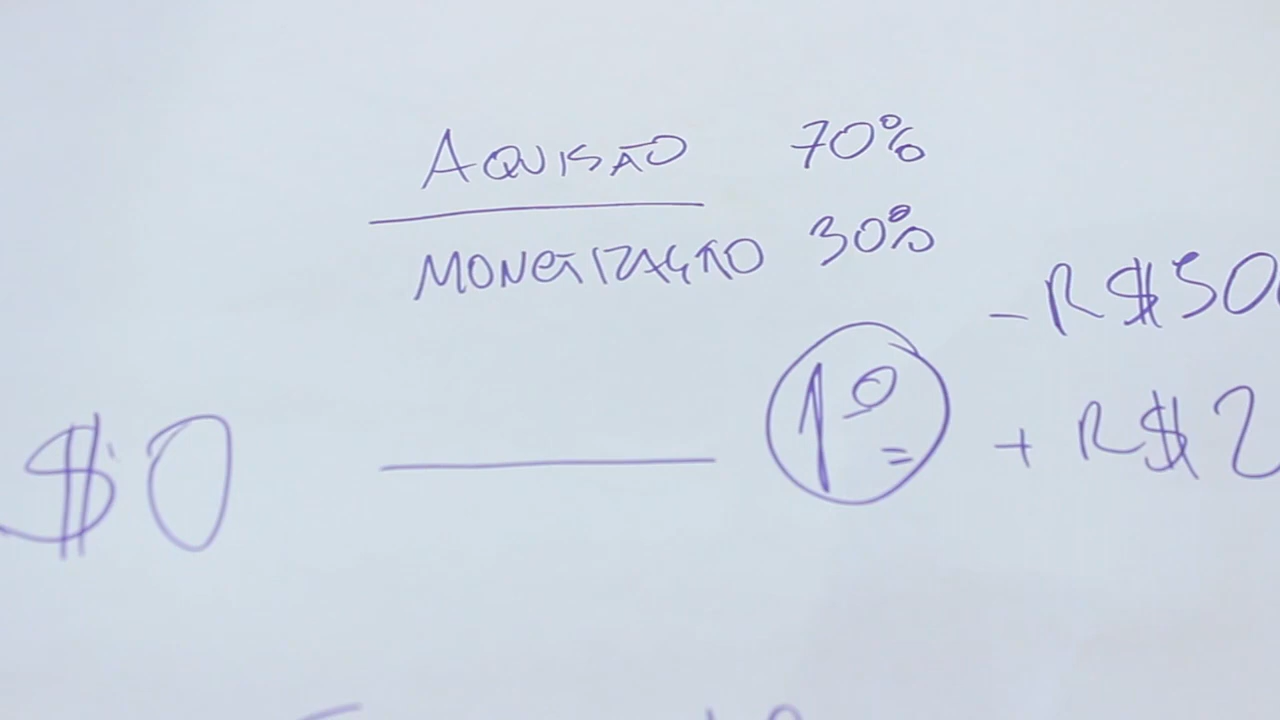 AQUISÃO 70%
MONETIZAÇÃO 30%
- R$50
$0 1º + R$2